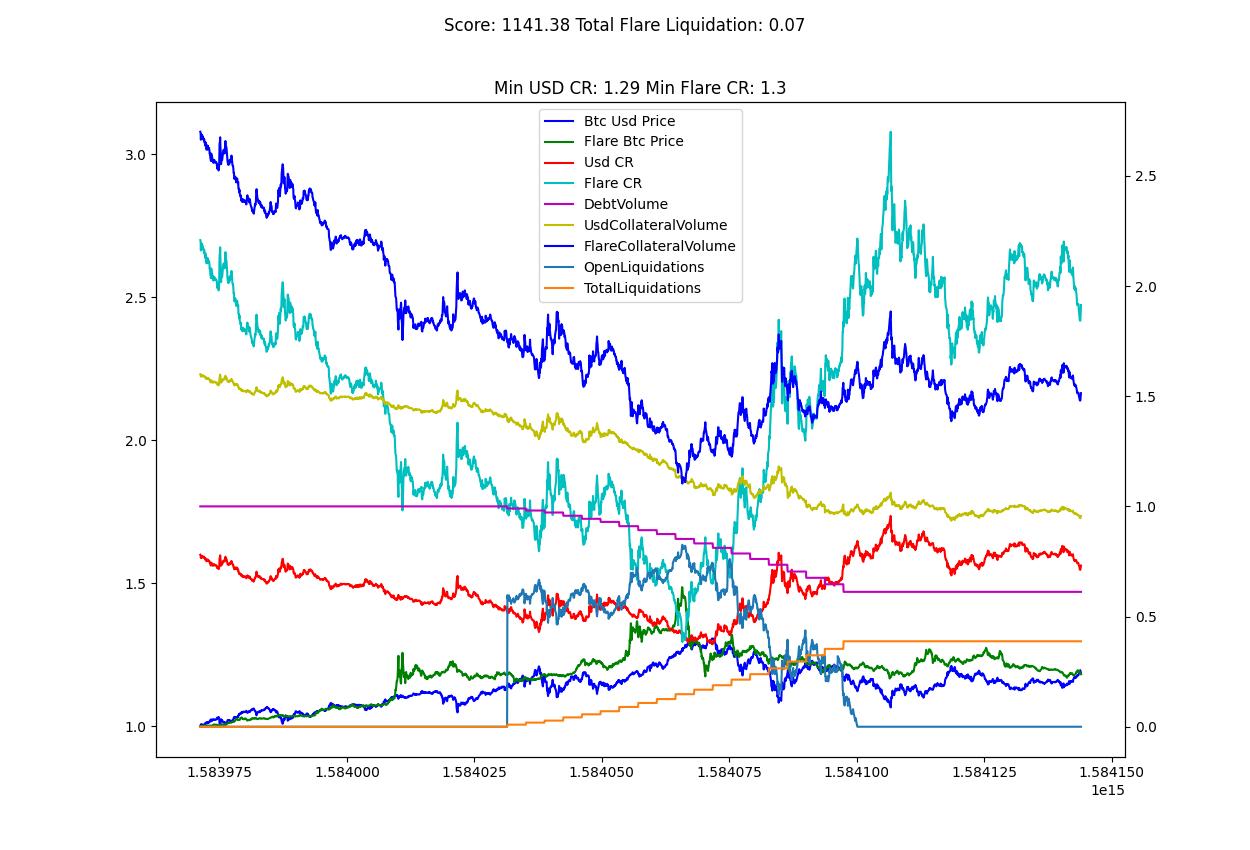 Score: 1141.38 Total Flare Liquidation: 0.07
Min USD CR: 1.29 Min Flare CR: 1.3
Btc Usd Price
Flare Btc Price
Usd CR
Flare CR
DebtVolume
UsdCollateralVolume
FlareCollateralVolume
OpenLiquidations
TotalLiquidations
3.0
2.5
2.0
1.5
1.0
2.5
2.0
1.5
1.0
0.5
0.0
1.583975 1.584000 1.584025 1.584050 1.584075 1.584100 1.584125 1.584150
1e15